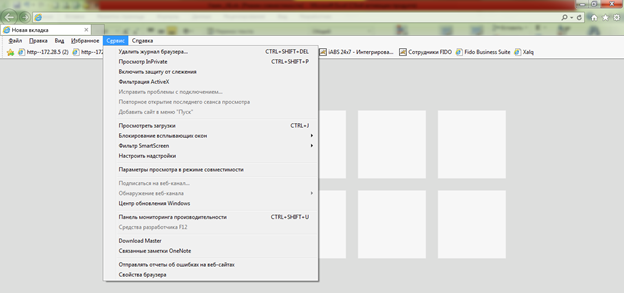 Новая вкладка
Файл Правка Вид Избранное Сервис Справка
http--172.28.5 (2) http--17
iABS 24x7 - Интегрирова... Сотрудники FIDO Fido Business Suite Xalq
Удалить журнал браузера... CTRL+SHIFT+DEL
Просмотр InPrivate CTRL+SHIFT+P
Включить защиту от слежения
Фильтрация ActiveX
Исправить проблемы с подключением...
Повторное открытие последнего сеанса просмотра
Добавить сайт в меню "Пуск"
Просмотреть загрузки CTRL+J
Блокирование всплывающих окон
Фильтр SmartScreen
Настроить надстройки
Параметры просмотра в режиме совместимости
Подписаться на веб-канал...
Обнаружение веб-канала
Центр обновления Windows
Панель мониторинга производительности CTRL+SHIFT+U
Средства разработчика F12
Download Master
Связанные заметки OneNote
Отправлять отчеты об ошибках на веб-сайтах
Свойства браузера